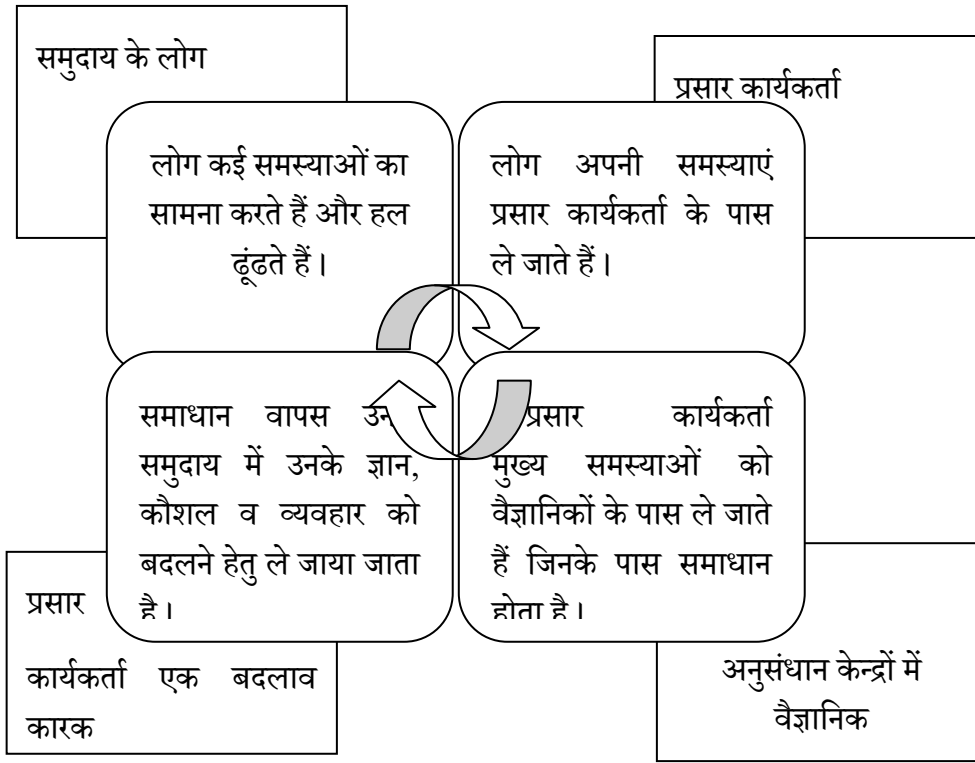 समुदाय के लोग
प्रसार कार्यकर्ता
लोग कई समस्याओं का
सामना करते हैं और हल
ढूंढते हैं।
लोग अपनी समस्याएं
प्रसार कार्यकर्ता के पास
ले जाते हैं।
समाधान वापस
समुदाय में उनके ज्ञान,
कौशल व व्यवहार को
बदलने हेतु ले जाया जाता
है।
प्रसार कार्यकर्ता
मुख्य समस्याओं को
वैज्ञानिकों के पास ले जाते
हैं जिनके पास समाधान
होता है।
प्रसार
कार्यकर्ता एक बदलाव
कारक
अनुसंधान केन्द्रों में
वैज्ञानिक